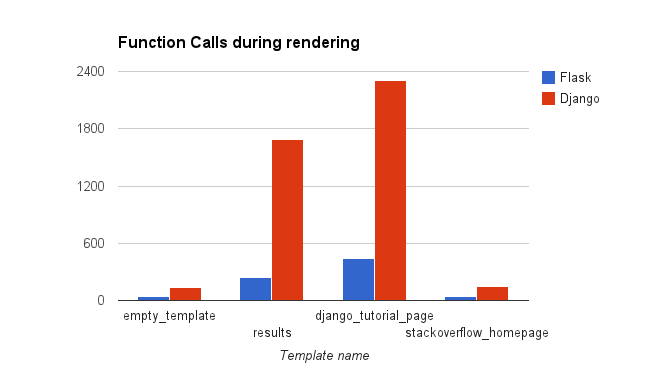 Function Calls during rendering
2400
1800
1200
600
0
Flask
Django
empty_template
results
django_tutorial_page
stackoverflow_homepage
Template name